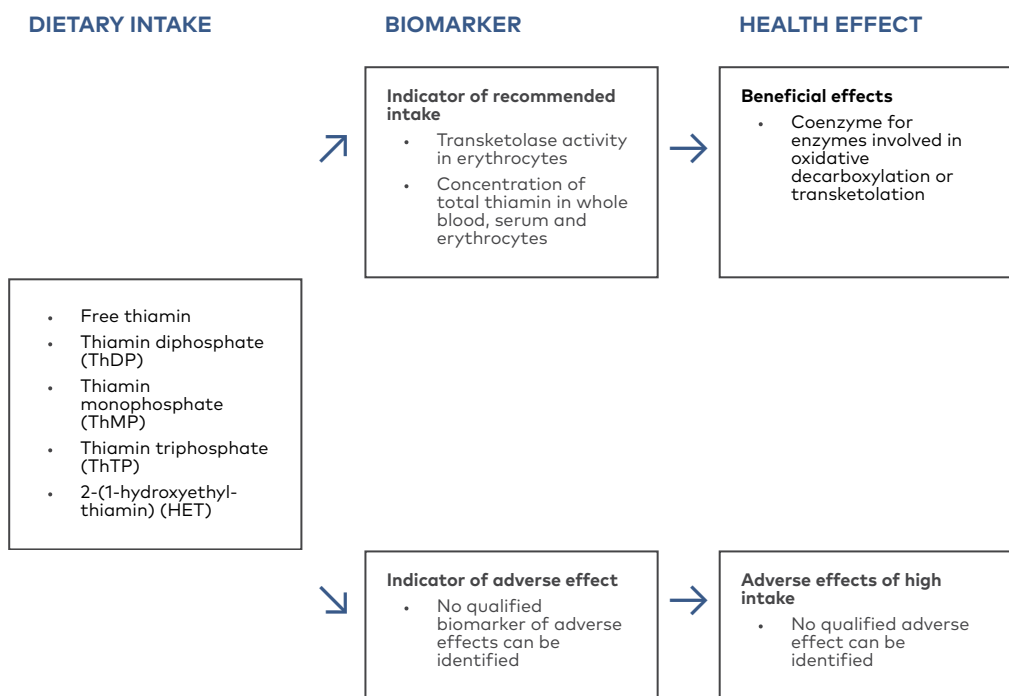 DIETARY INTAKE
BIOMARKER
HEALTH EFFECT
Indicator of recommended
intake
• Transketolase activity
in erythrocytes
• Concentration of
total thiamin in whole
blood, serum and
erythrocytes
Beneficial effects
• Coenzyme for
enzymes involved in
oxidative
decarboxylation or
transketolation
• Free thiamin
• Thiamin diphosphate
(ThDP)
• Thiamin
monophosphate
(ThMP)
• Thiamin triphosphate
(ThTP)
• 2-(1-hydroxyethyl-
thiamin) (HET)
Indicator of adverse effect
• No qualified
biomarker of adverse
effects can be
identified
Adverse effects of high
intake
• No qualified adverse
effect can be
identified